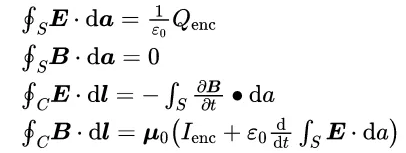 ∮_S E · da = 1/ε₀ Q_enc
∮_S B · da = 0
∮_C E · dl = − ∫_S ∂B/∂t • da
∮_C B · dl = μ₀(I_enc + ε₀ d/dt ∫_S E · da)